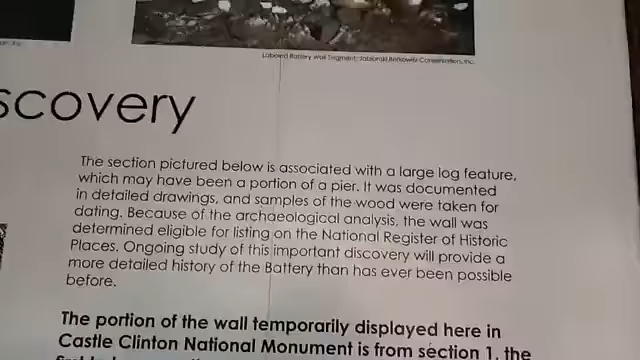 Labeled Battery Wall Segment; Jablonski Berkowitz Conservation, Inc.
scovery
The section pictured below is associated with a large log feature,
which may have been a portion of a pier. It was documented
in detailed drawings, and samples of the wood were taken for
dating. Because of the archaeological analysis, the wall was
determined eligible for listing on the National Register of Historic
Places. Ongoing study of this important discovery will provide a
more detailed history of the Battery than has ever been possible
before.
The portion of the wall temporarily displayed here in
Castle Clinton National Monument is from section 1, the